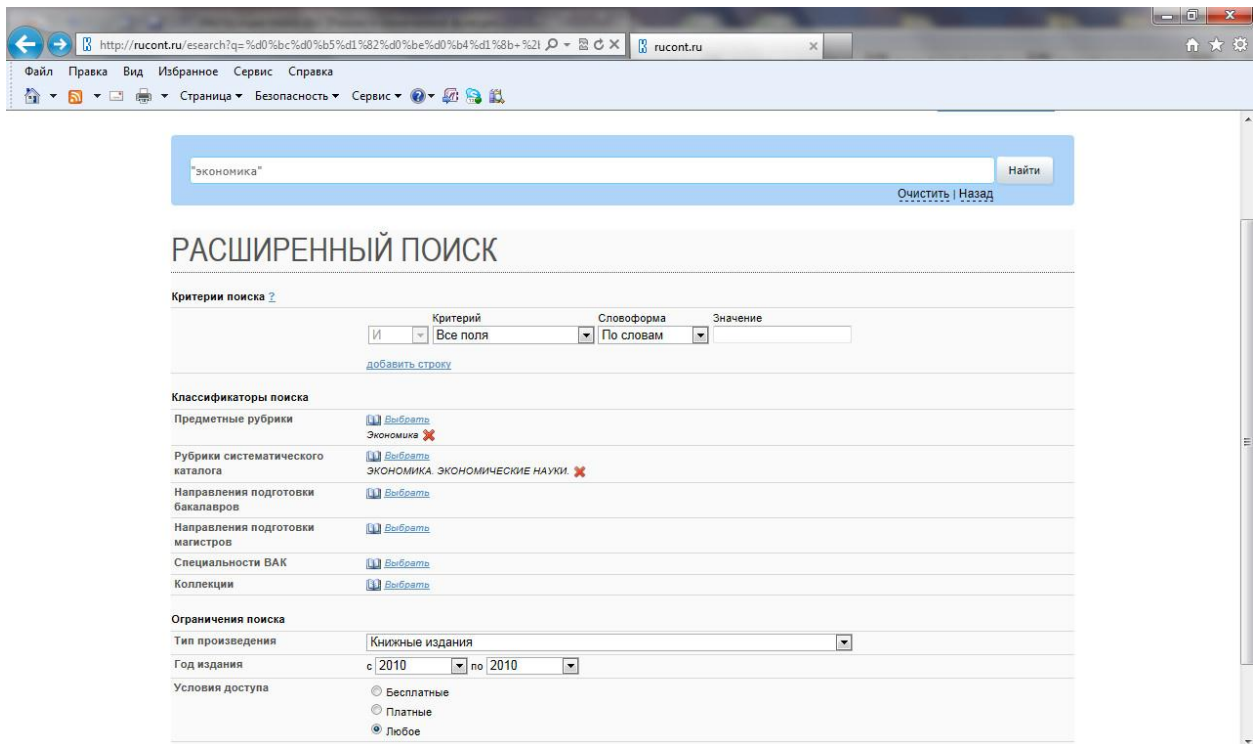 http://rucont.ru/esearch?q=%d0%bc%d0%b5%d1%82%d0%be%d0%b4%d1%8b+%2
rucont.ru
Файл Правка Вид Избранное Сервис Справка
Страница Безопасность Сервис
"экономика"
Найти
Очистить | Назад
РАСШИРЕННЫЙ ПОИСК
Критерии поиска ?
Критерий Словоформа Значение
И Все поля По словам
добавить строку
Классификаторы поиска
Предметные рубрики Выбрать
Экономика
Рубрики систематического каталога Выбрать
ЭКОНОМИКА. ЭКОНОМИЧЕСКИЕ НАУКИ.
Направления подготовки бакалавров Выбрать
Направления подготовки магистров Выбрать
Специальности ВАК Выбрать
Коллекции Выбрать
Ограничения поиска
Тип произведения Книжные издания
Год издания с 2010 по 2010
Условия доступа Бесплатные
Платные
Любое